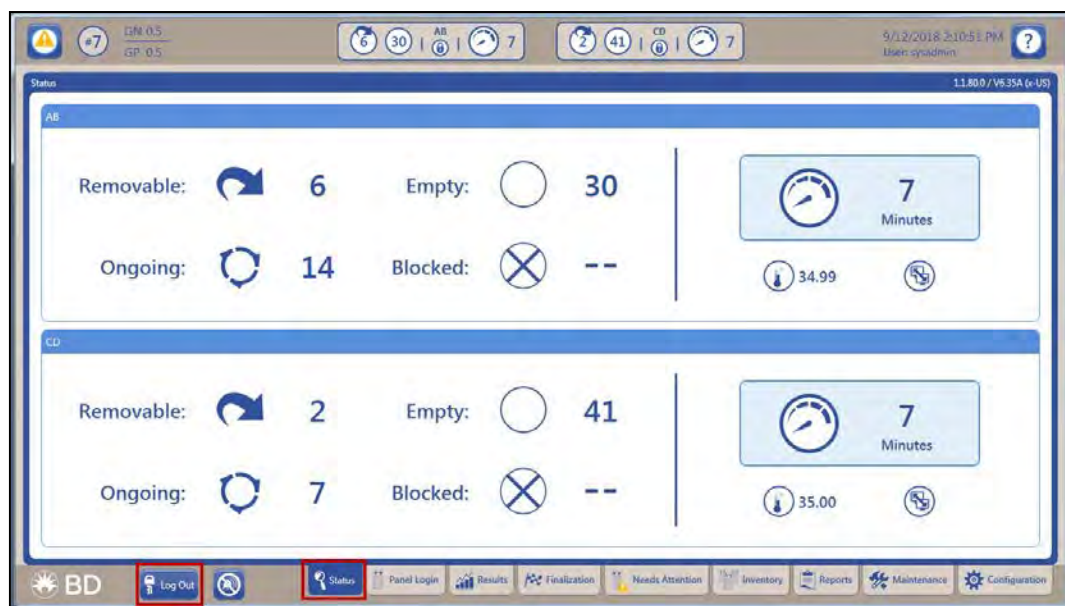 #7
GN 0.5
GP 0.5
6 30 | AB | 7
2 41 | CD | 7
9/12/2018 2:10:51 PM
User: sysadmin
?
Status
1.1.80.0 / V6.35A (x-US)
AB
Removable: 6
Empty: 30
7
Minutes
Ongoing: 14
Blocked: --
34.99
CD
Removable: 2
Empty: 41
7
Minutes
Ongoing: 7
Blocked: --
35.00
BD
Log Out
Status
Panel Login
Results
Finalization
Needs Attention
Inventory
Reports
Maintenance
Configuration